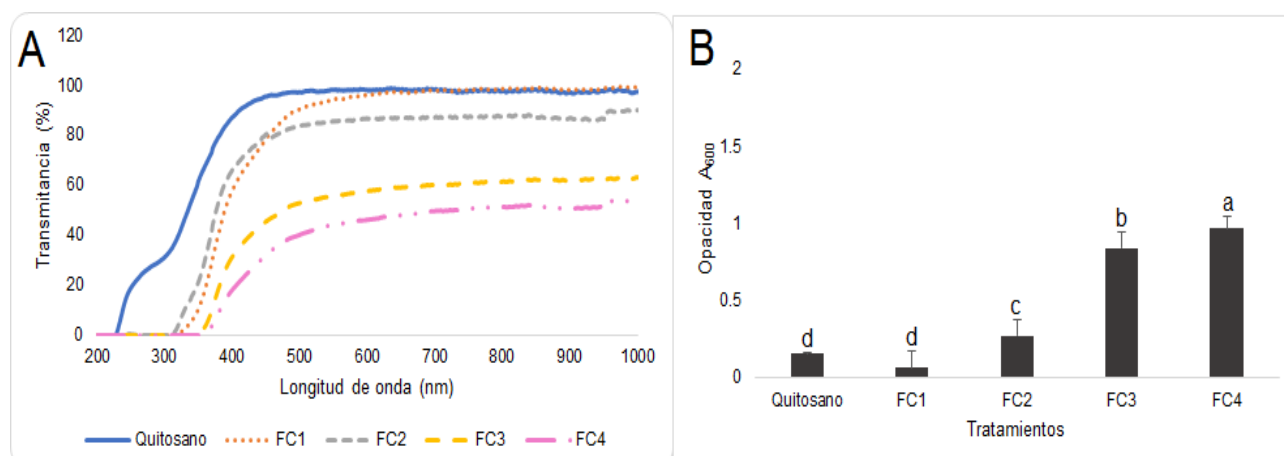 A
120
100
80
60
40
20
0
Transmitancia (%)
200 300 400 500 600 700 800 900 1000
Longitud de onda (nm)
Quitosano FC1 FC2 FC3 FC4
B
2
1.5
1
0.5
0
Opacidad A600
d d c b a
Quitosano FC1 FC2 FC3 FC4
Tratamientos